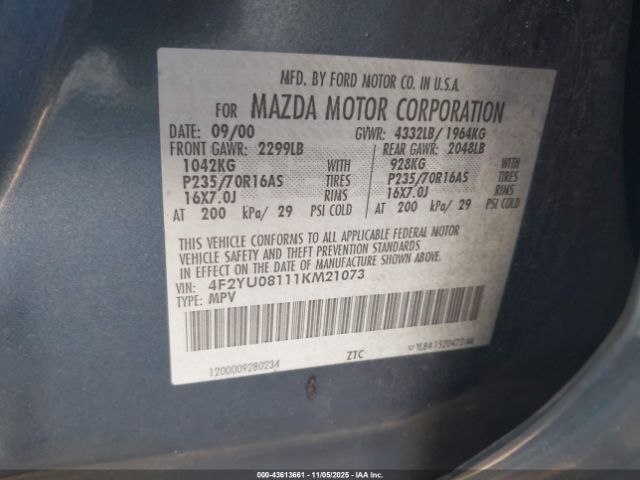 MFD. BY FORD MOTOR CO. IN U.S.A.
FOR MAZDA MOTOR CORPORATION
DATE: 09/00 GVWR: 4332LB/ 1964KG
FRONT GAWR: 2299LB REAR GAWR: 2048LB
1042KG WITH 928KG WITH
P235/70R16AS TIRES P235/70R16AS TIRES
16X7.0J RIMS 16X7.0J RIMS
AT 200 kPa/ 29 PSI COLD AT 200 kPa/ 29 PSI COLD
THIS VEHICLE CONFORMS TO ALL APPLICABLE FEDERAL MOTOR
VEHICLE SAFETY AND THEFT PREVENTION STANDARDS
IN EFFECT ON THE DATE OF MANUFACTURE SHOWN ABOVE.
VIN: 4F2YU08111KM21073
TYPE: MPV
1200009280234 ZTC
© 000-43613661 - 11/05/2025 - IAA, Inc.